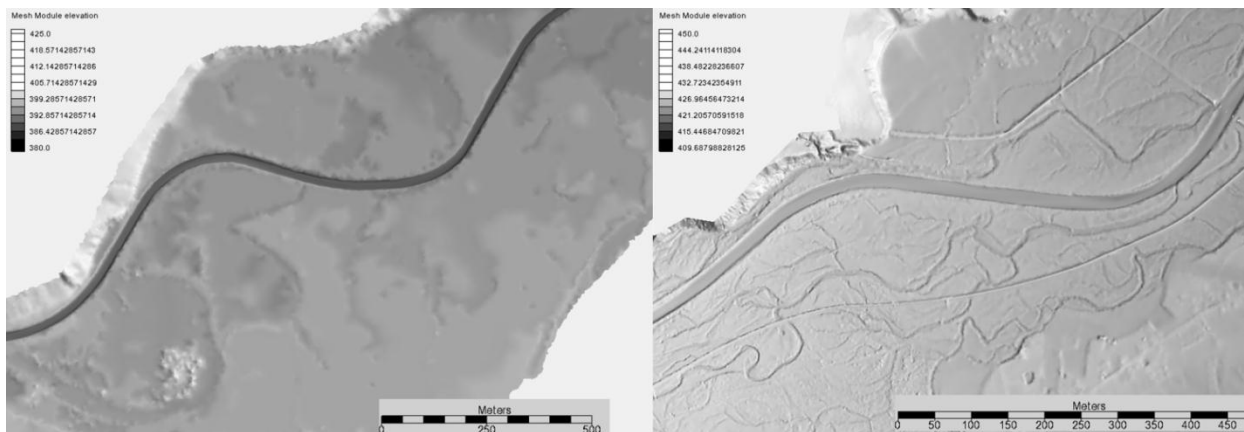 Mesh Module elevation
425.0
418.57142857143
412.14285714286
405.71428571429
399.28571428571
392.85714285714
386.42857142857
380.0
Meters
0 250 500
Mesh Module elevation
450.0
444.24114118304
438.48228236607
432.72342354911
426.96456473214
421.20570591518
415.44684709821
409.68798828125
Meters
0 50 100 150 200 250 300 350 400 450